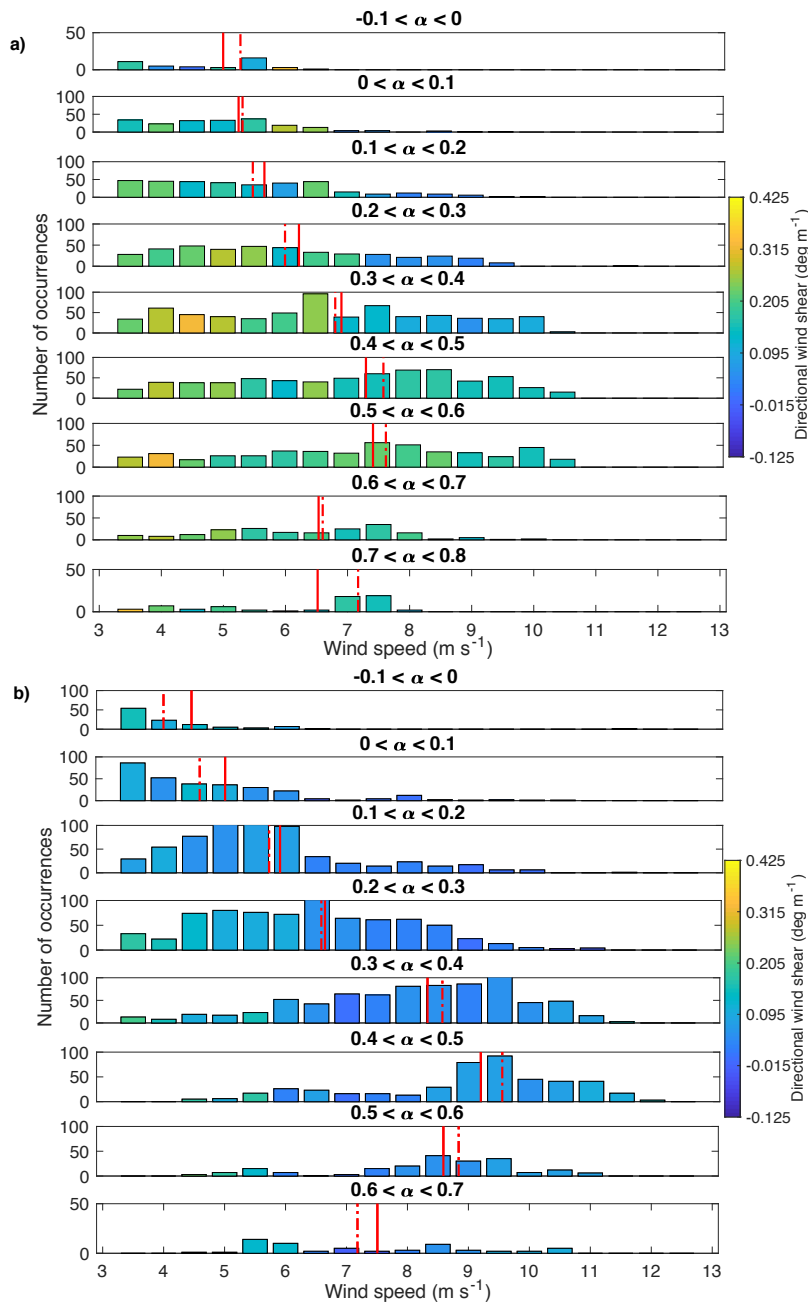 a)
-0.1 < α < 0
50
0
0 < α < 0.1
100
50
0
0.1 < α < 0.2
100
50
0
0.2 < α < 0.3
100
50
0
0.3 < α < 0.4
100
50
0
0.4 < α < 0.5
100
50
0
0.5 < α < 0.6
100
50
0
0.6 < α < 0.7
100
50
0
0.7 < α < 0.8
50
0
3 4 5 6 7 8 9 10 11 12 13
Wind speed (m s⁻¹)
Number of occurrences
0.425
0.315
0.205
0.095
-0.015
-0.125
Directional wind shear (deg m⁻¹)
b)
-0.1 < α < 0
100
50
0
0 < α < 0.1
100
50
0
0.1 < α < 0.2
100
50
0
0.2 < α < 0.3
100
50
0
0.3 < α < 0.4
100
50
0
0.4 < α < 0.5
100
50
0
0.5 < α < 0.6
100
50
0
0.6 < α < 0.7
50
0
3 4 5 6 7 8 9 10 11 12 13
Wind speed (m s⁻¹)
Number of occurrences
0.425
0.315
0.205
0.095
-0.015
-0.125
Directional wind shear (deg m⁻¹)